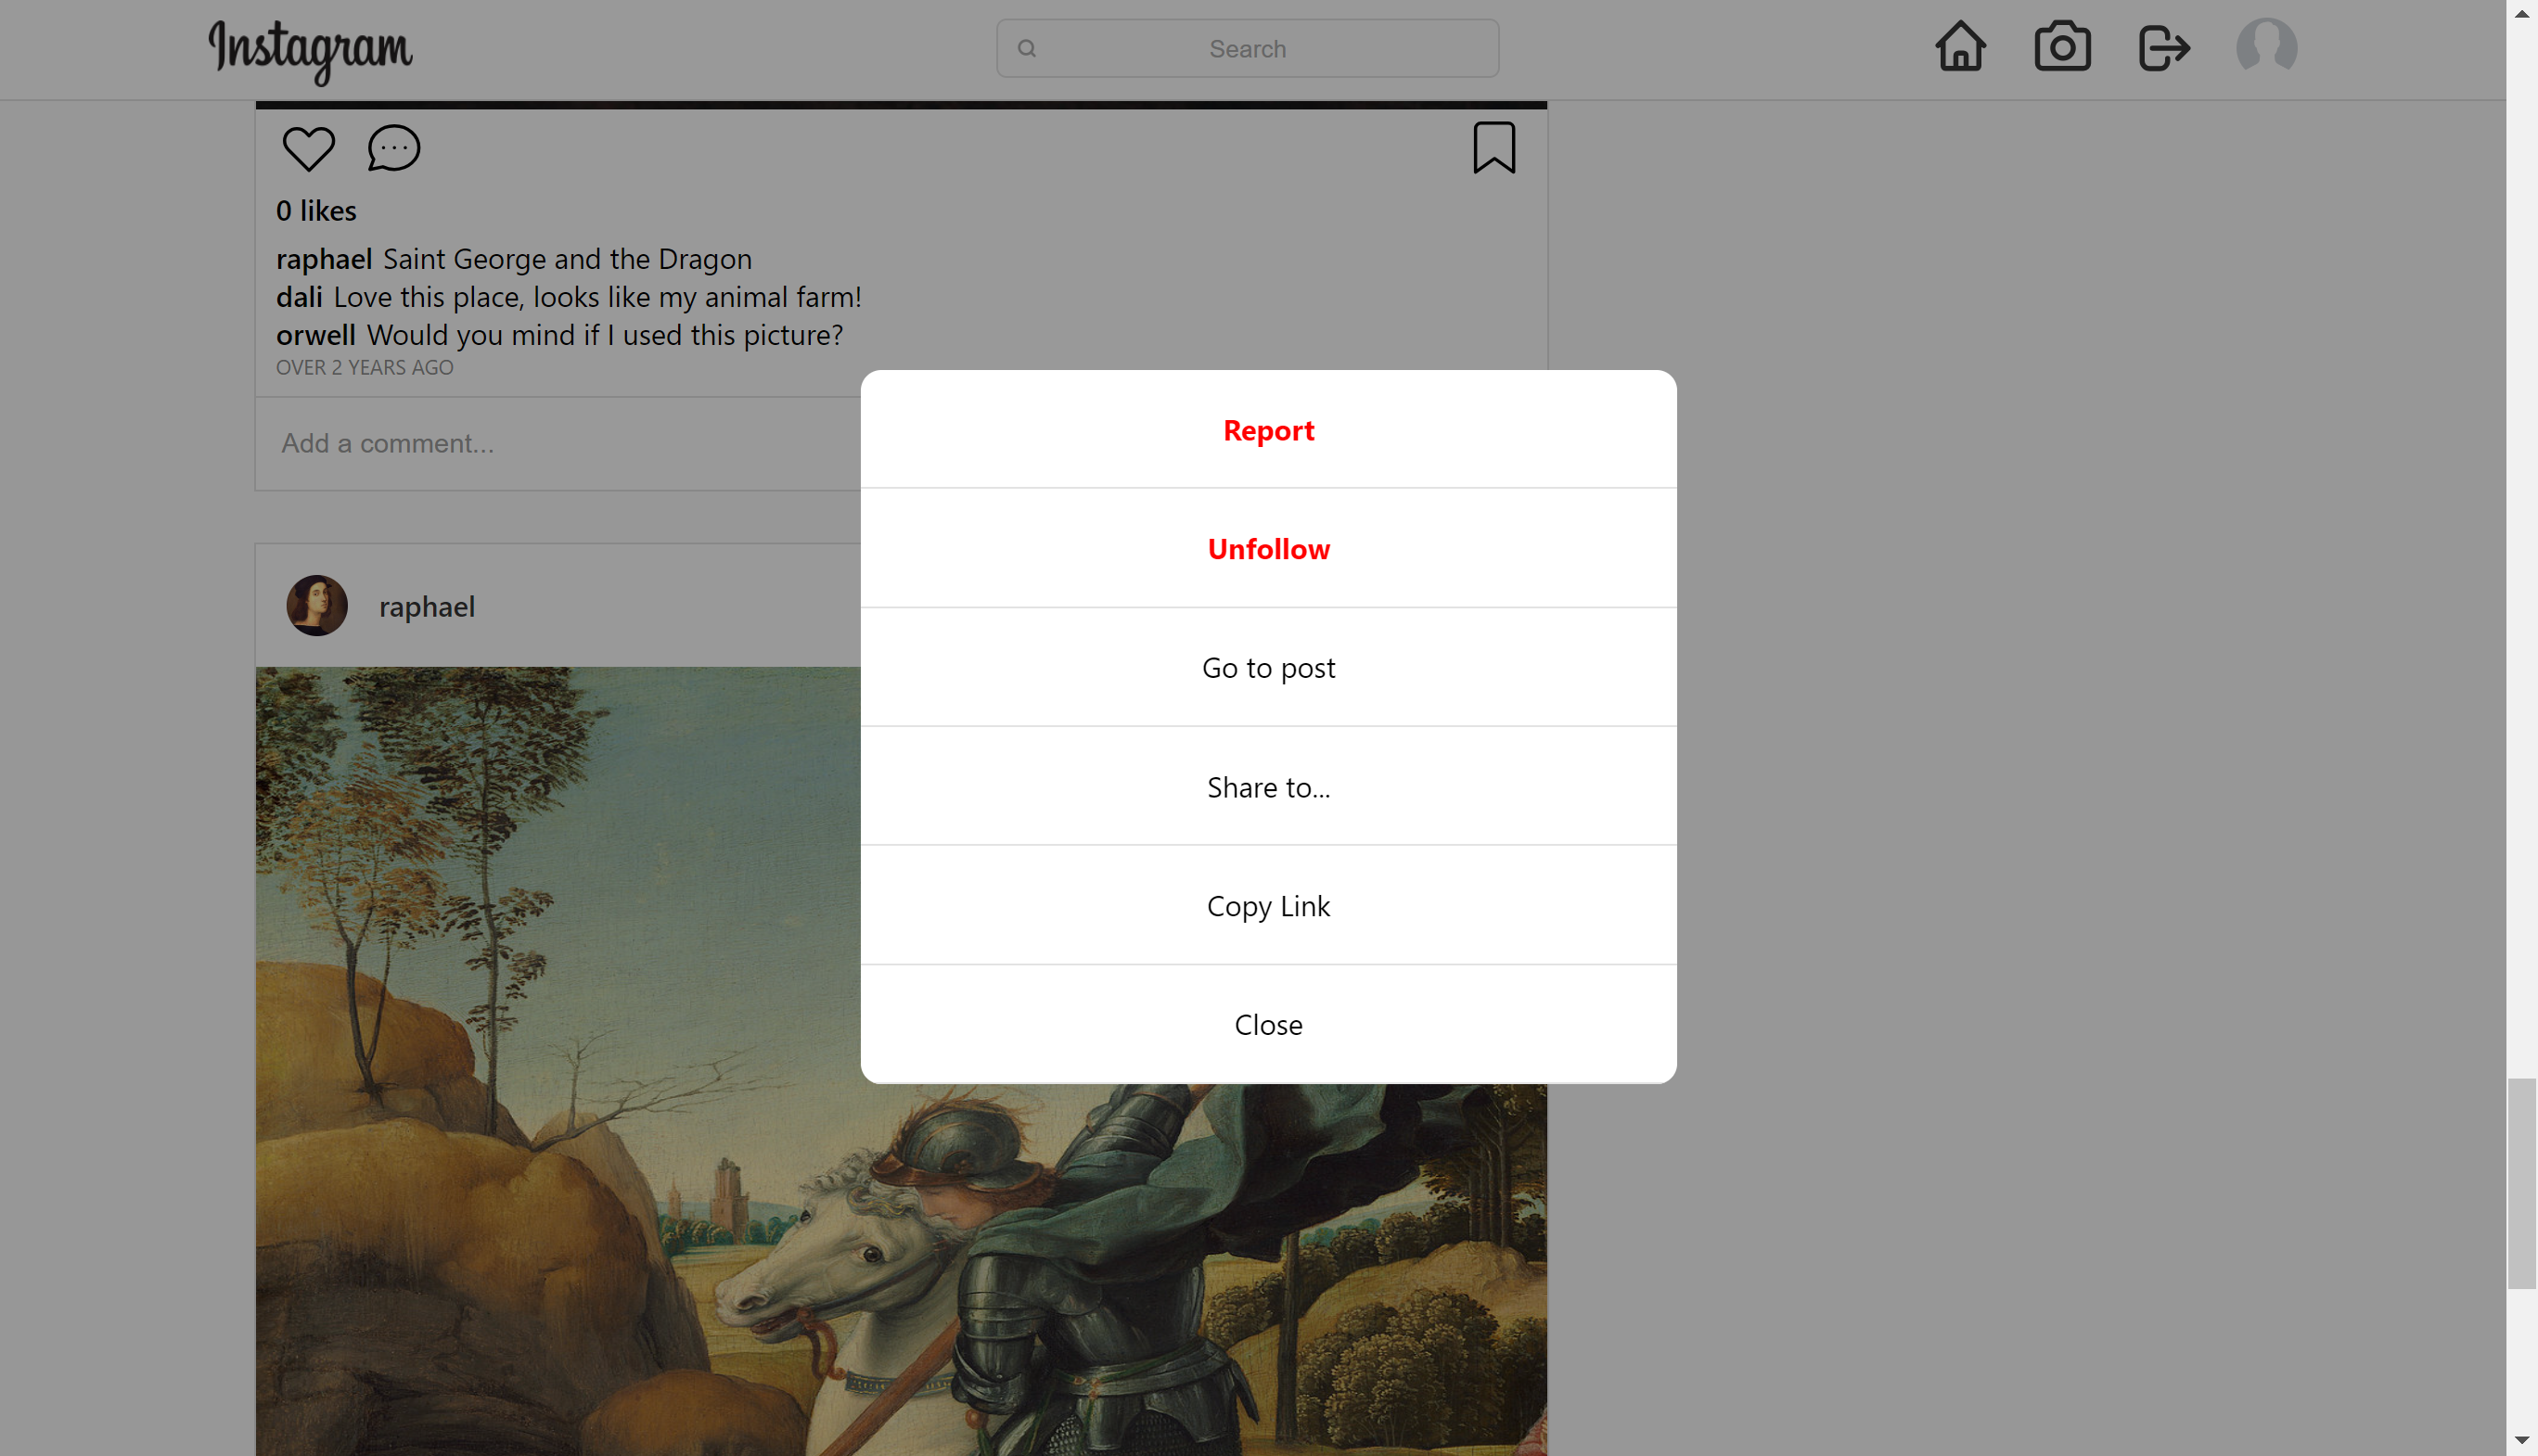 Instagram
Search
0 likes
raphael Saint George and the Dragon
dali Love this place, looks like my animal farm!
orwell Would you mind if I used this picture?
OVER 2 YEARS AGO
Add a comment...
raphael
Report
Unfollow
Go to post
Share to...
Copy Link
Close